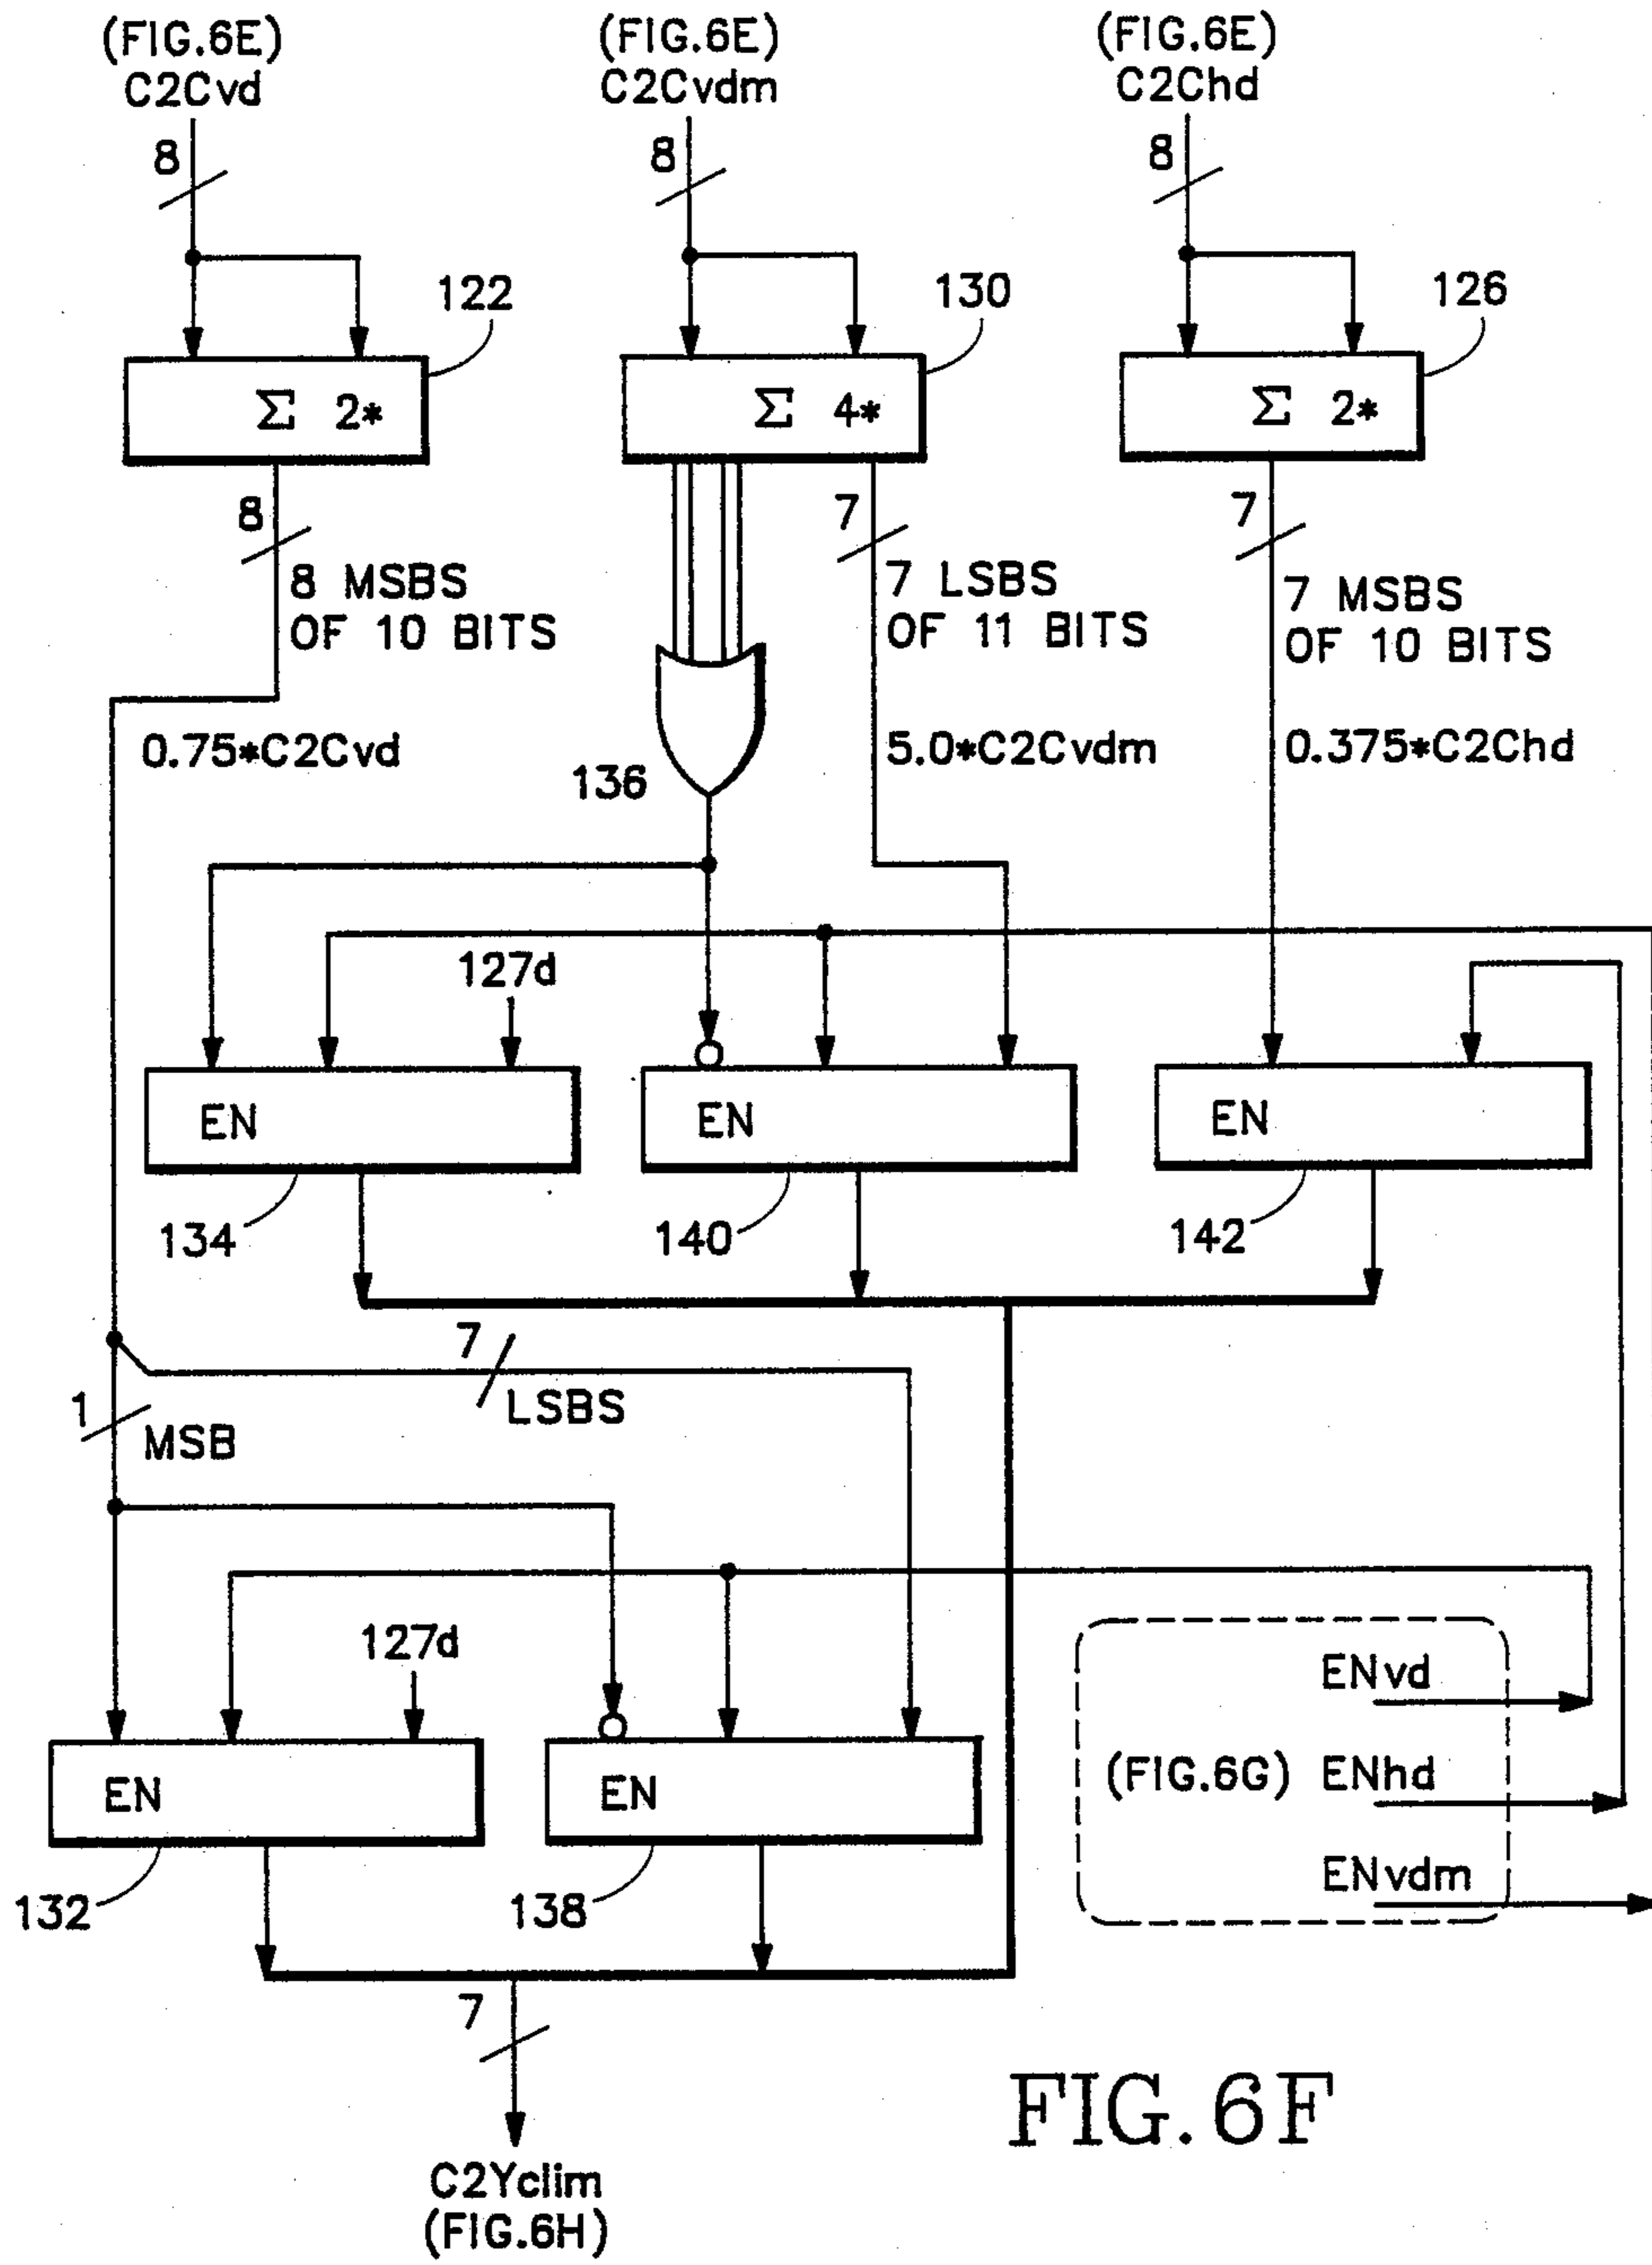 (FIG.6E)
C2Cvd
(FIG.6E)
C2Cvdm
(FIG.6E)
C2Chd
8
8
8
122
130
126
Σ 2*
Σ 4*
Σ 2*
8
8 MSBS
OF 10 BITS
7
7 LSBS
OF 11 BITS
7
7 MSBS
OF 10 BITS
0.75*C2Cvd
136
5.0*C2Cvdm
0.375*C2Chd
127d
EN
EN
EN
134
140
142
7
LSBS
1
MSB
127d
EN
EN
ENvd
(FIG.6G) ENhd
ENvdm
132
138
7
C2Yclim
(FIG.6H)
FIG. 6F